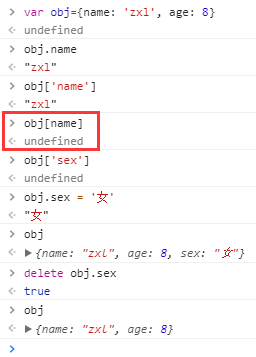 var obj={name: 'zxl', age: 8}
undefined
obj.name
"zxl"
obj['name']
"zxl"
obj[name]
undefined
obj['sex']
undefined
obj.sex = '女'
"女"
obj
{name: "zxl", age: 8, sex: "女"}
delete obj.sex
true
obj
{name: "zxl", age: 8}